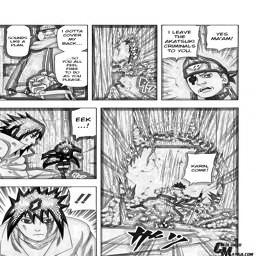 YES MA'AM!
I LEAVE
THE
AKATSUKI
CRIMINALS
TO YOU.
I GOTTA
COVER
MY
BACK...
...SO
YOU ALL
FEEL
FREE
TO DO
AS YOU
PLEASE.
SOUNDS
LIKE A
PLAN.
EEK
...!
KARIN,
COME!
!!